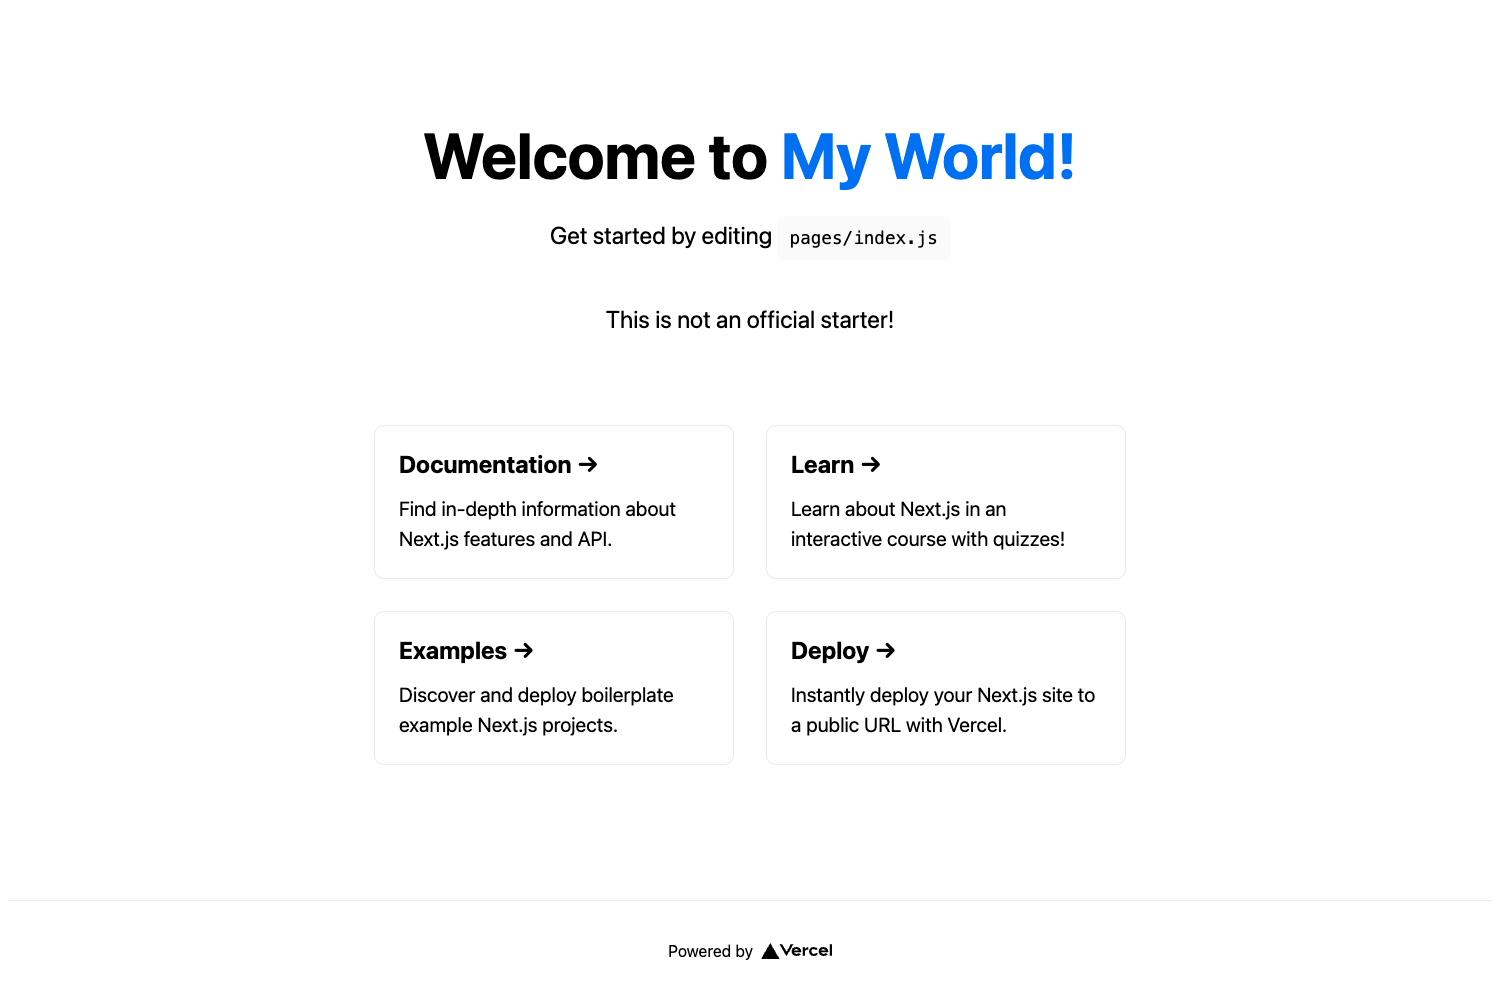 Welcome to My World!
Get started by editing pages/index.js
This is not an official starter!
Documentation →
Find in-depth information about
Next.js features and API.
Learn →
Learn about Next.js in an
interactive course with quizzes!
Examples →
Discover and deploy boilerplate
example Next.js projects.
Deploy →
Instantly deploy your Next.js site to
a public URL with Vercel.
Powered by Vercel